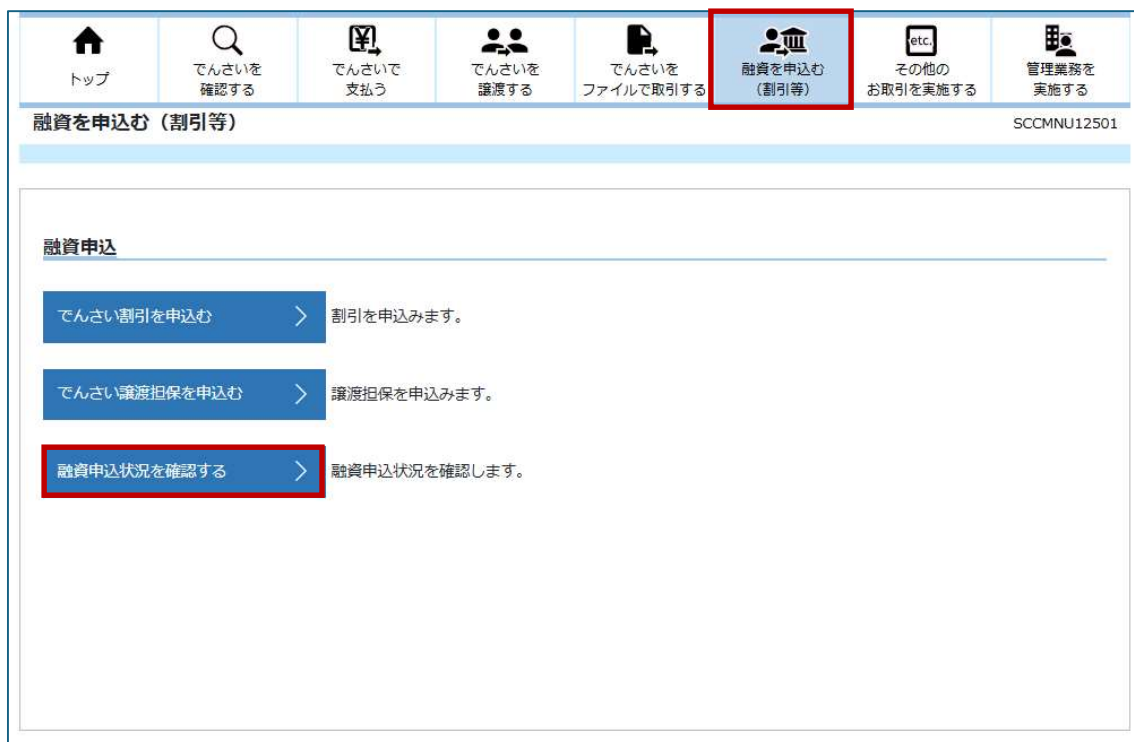 トップ
でんさいを
確認する
でんさいで
支払う
でんさいを
譲渡する
でんさいを
ファイルで取引する
融資を申込む
(割引等)
etc.
その他の
お取引を実施する
管理業務を
実施する
融資を申込む(割引等)
SCCMNU12501
融資申込
でんさい割引を申込む
割引を申込みます。
でんさい譲渡担保を申込む
譲渡担保を申込みます。
融資申込状況を確認する
融資申込状況を確認します。